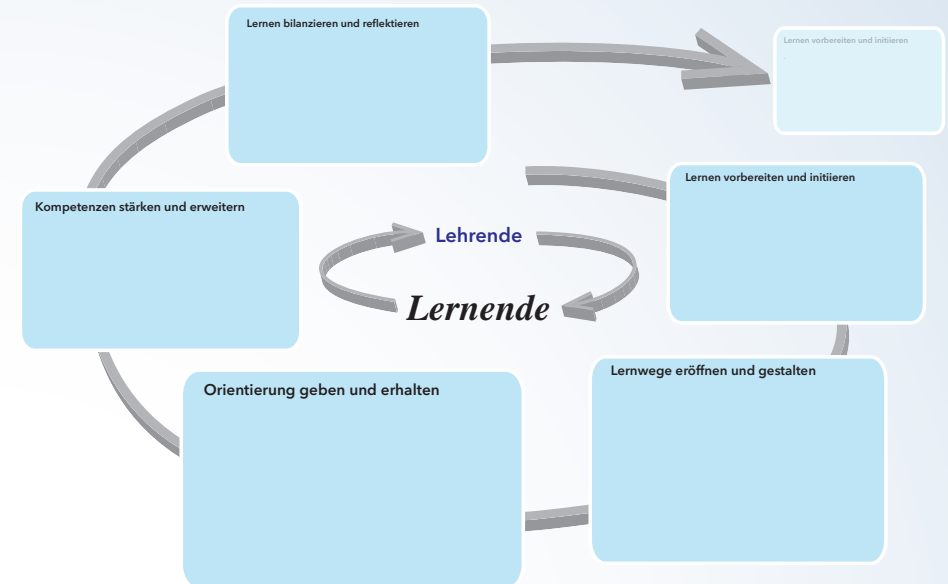 Lernen bilanzieren und reflektieren
Lernen vorbereiten und initiieren
Lernen vorbereiten und initiieren
Kompetenzen stärken und erweitern
Lehrende
Lernende
Lernwege eröffnen und gestalten
Orientierung geben und erhalten